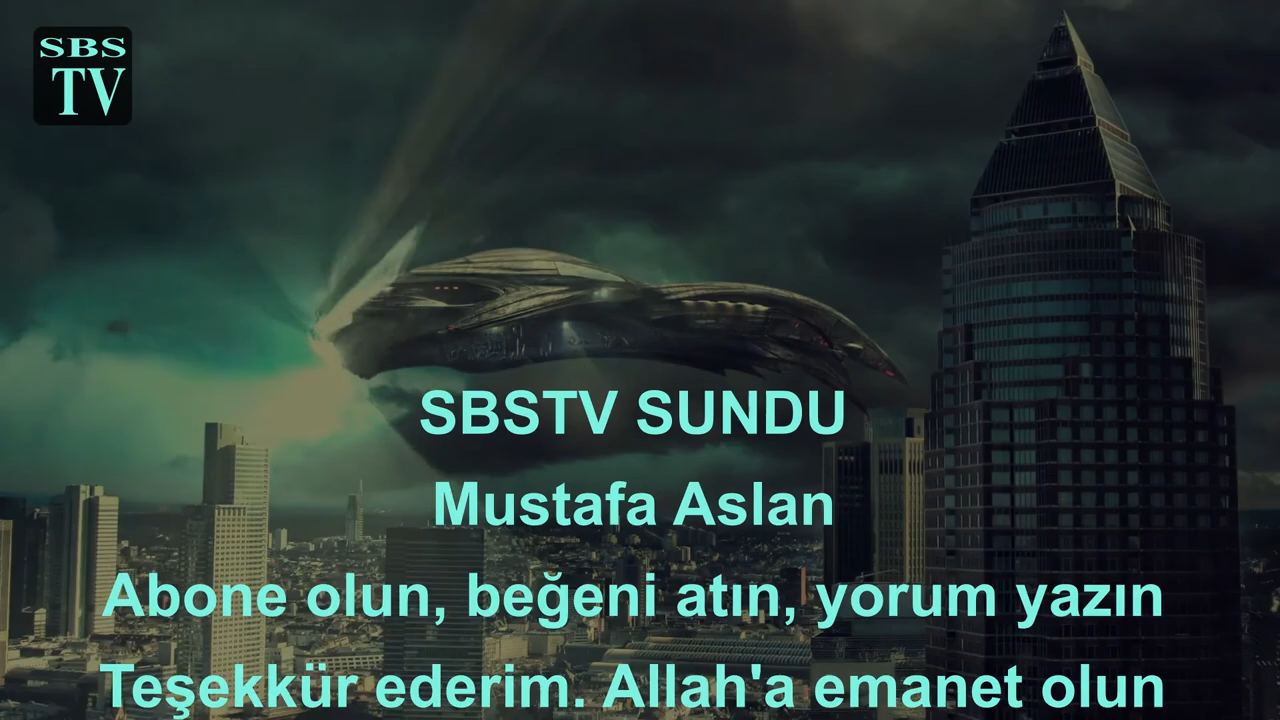 SBS
TV
SBSTV SUNDU
Mustafa Aslan
Abone olun, beğeni atın, yorum yazın
Teşekkür ederim. Allah'a emanet olun